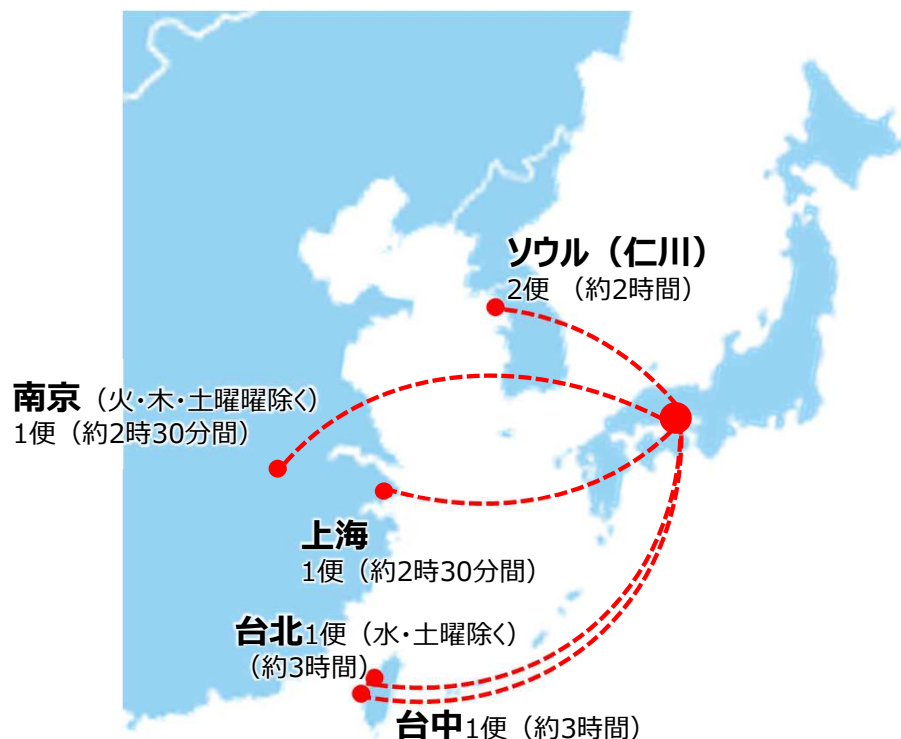 ソウル（仁川）
2便 （約2時間）
南京（火・木・土曜曜除く）
1便（約2時30分間）
上海
1便（約2時30分間）
台北1便（水・土曜除く）
（約3時間）
台中1便（約3時間）